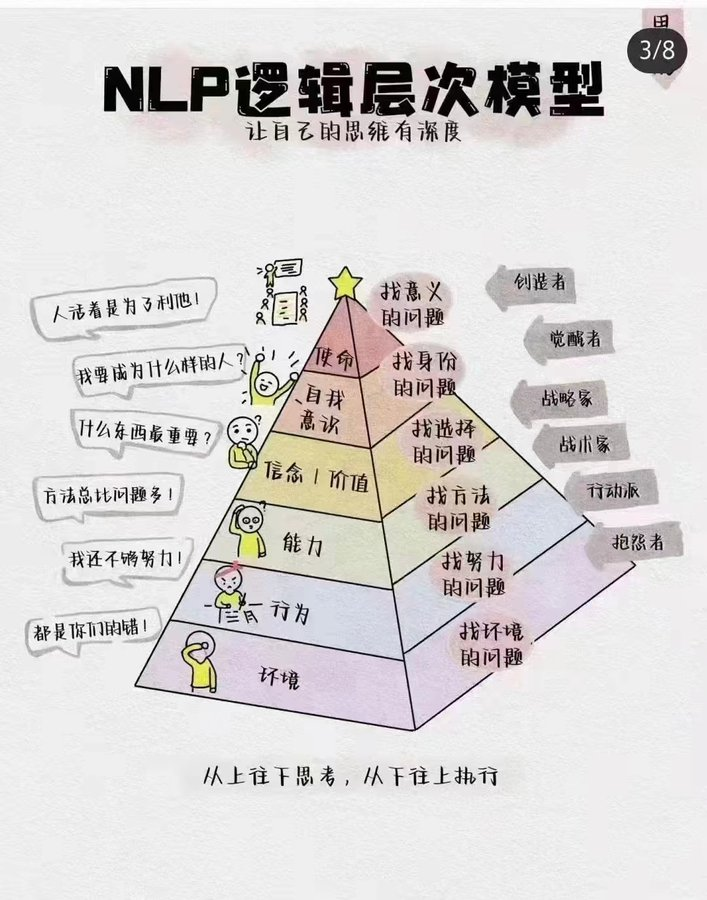 3/8
NLP逻辑层次模型
让自己的思维有深度
人活着是为了利他!
使命
找意义
的问题
创造者
我要成为什么样的人?
自我
意识
找身份
的问题
觉醒者
什么东西最重要?
信念|价值
找选择
的问题
战略家
方法总比问题多!
能力
找方法
的问题
战术家
我还不够努力!
行为
找努力
的问题
行动派
都是你们的错!
环境
找环境
的问题
抱怨者
从上往下思考,从下往上执行